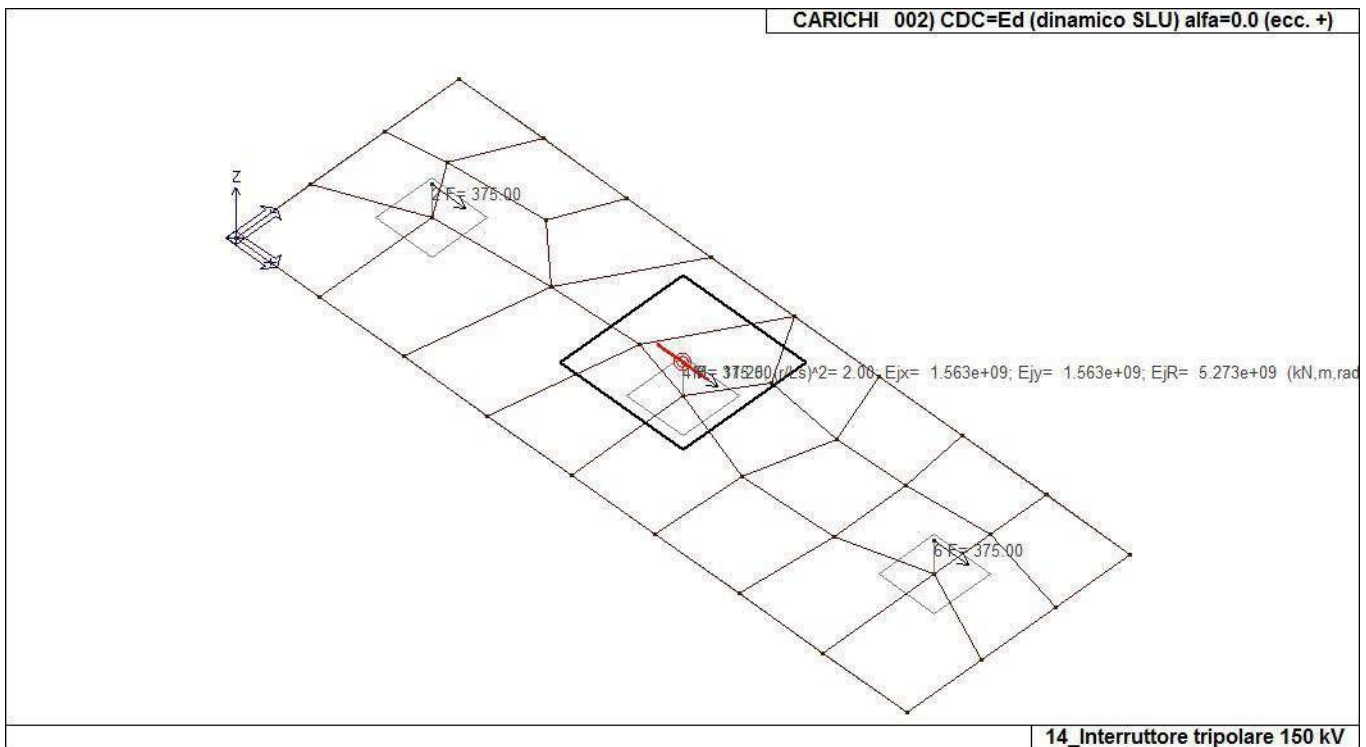 CARICHI 002) CDC=Ed (dinamico SLU) alfa=0.0 (ecc. +)
Z
2 F= 375.00
(r/Ls)^2= 2.00; Ejx= 1.563e+09; Ejy= 1.563e+09; EjR= 5.273e+09 (kN,m,rad
6 F= 375.00
14_Interruttore tripolare 150 kV